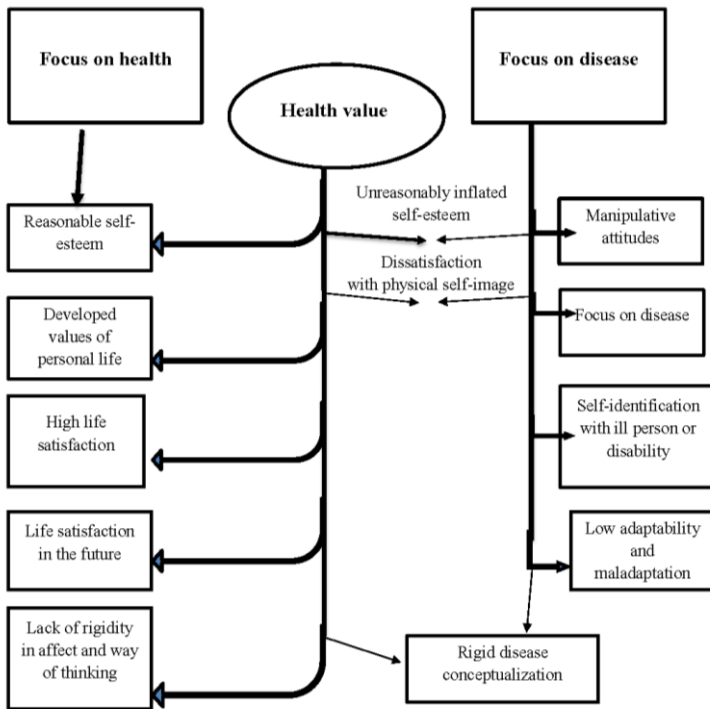 Focus on health
Health value
Focus on disease
Reasonable self-
esteem
Developed
values of
personal life
High life
satisfaction
Life satisfaction
in the future
Lack of rigidity
in affect and way
of thinking
Unreasonably inflated
self-esteem
Dissatisfaction
with physical self-image
Manipulative
attitudes
Focus on disease
Self-identification
with ill person or
disability
Low adaptability
and
maladaptation
Rigid disease
conceptualization